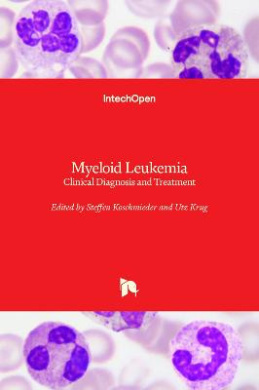 IntechOpen
Myeloid Leukemia
Clinical Diagnosis and Treatment
Edited by Steffen Koschmieder and Utz Krug